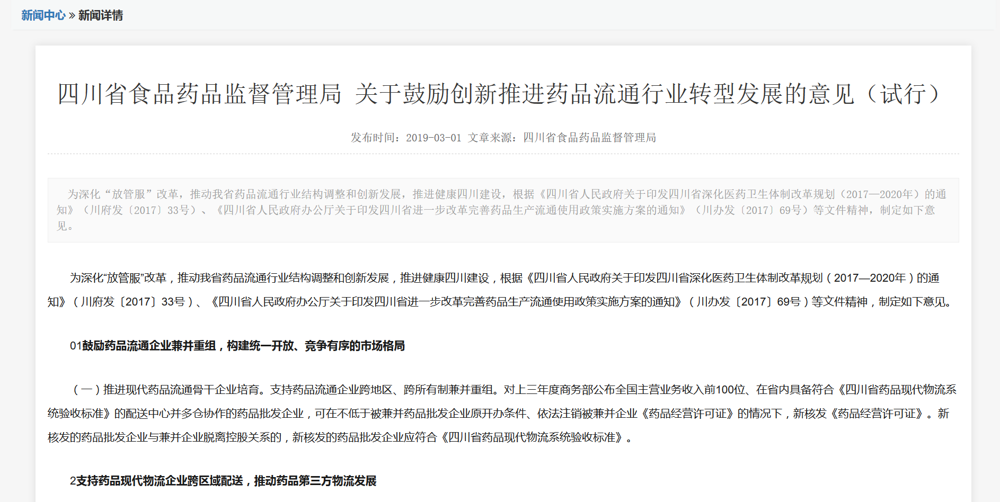 新闻中心 » 新闻详情
四川省食品药品监督管理局 关于鼓励创新推进药品流通行业转型发展的意见（试行）
发布时间：2019-03-01 文章来源：四川省食品药品监督管理局
为深化“放管服”改革，推动我省药品流通行业结构调整和创新发展，推进健康四川建设，根据《四川省人民政府关于印发四川省深化医药卫生体制改革规划（2017—2020年）的通
知》（川府发〔2017〕33号）、《四川省人民政府办公厅关于印发四川省进一步改革完善药品生产流通使用政策实施方案的通知》（川办发〔2017〕69号）等文件精神，制定如下意
见。
为深化“放管服”改革，推动我省药品流通行业结构调整和创新发展，推进健康四川建设，根据《四川省人民政府关于印发四川省深化医药卫生体制改革规划（2017—2020年）的通
知》（川府发〔2017〕33号）、《四川省人民政府办公厅关于印发四川省进一步改革完善药品生产流通使用政策实施方案的通知》（川办发〔2017〕69号）等文件精神，制定如下意见。
01鼓励药品流通企业兼并重组，构建统一开放、竞争有序的市场格局
（一）推进现代药品流通骨干企业培育。支持药品流通企业跨地区、跨所有制兼并重组。对上三年度商务部公布全国主营业务收入前100位、在省内具备符合《四川省药品现代物流系
统验收标准》的配送中心并多仓协作的药品批发企业，可在不低于被兼并药品批发企业原开办条件、依法注销被兼并企业《药品经营许可证》的情况下，新核发《药品经营许可证》。新
核发的药品批发企业与兼并企业脱离控股关系的，新核发的药品批发企业应符合《四川省药品现代物流系统验收标准》。
2支持药品现代物流企业跨区域配送，推动药品第三方物流发展